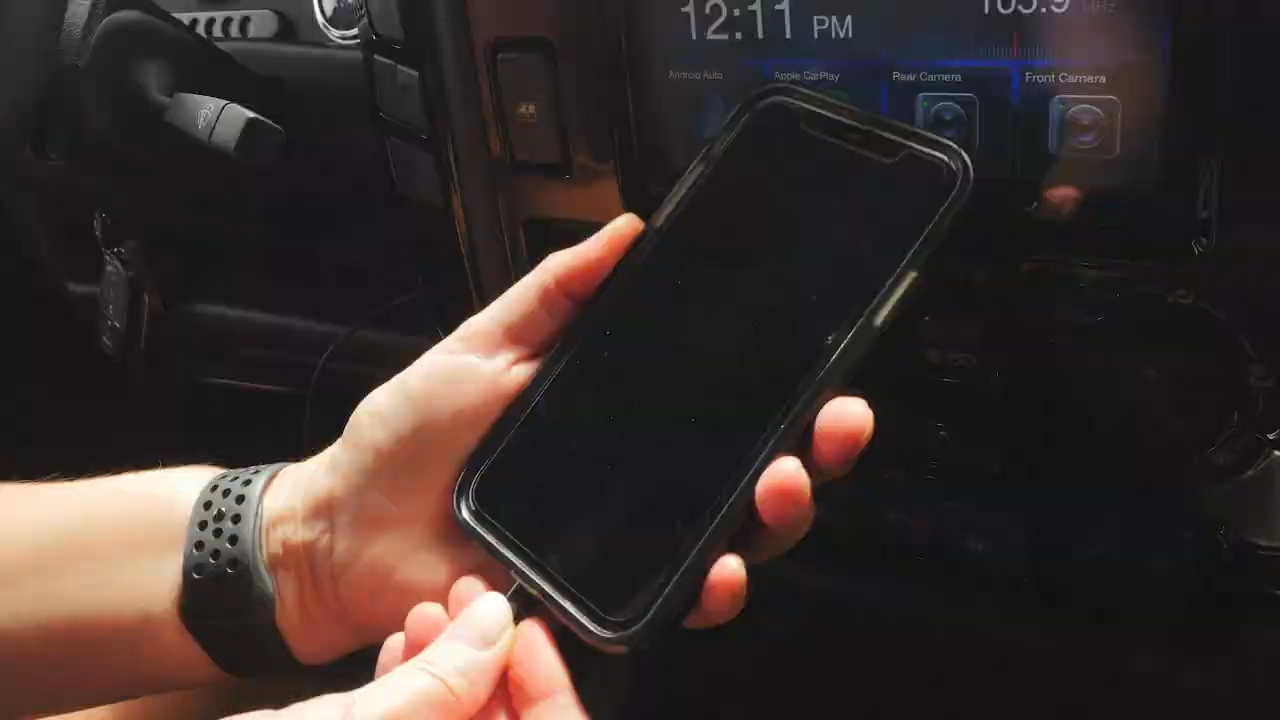 12:11 PM
Android Auto
Apple CarPlay
Rear Camera
Front Camera